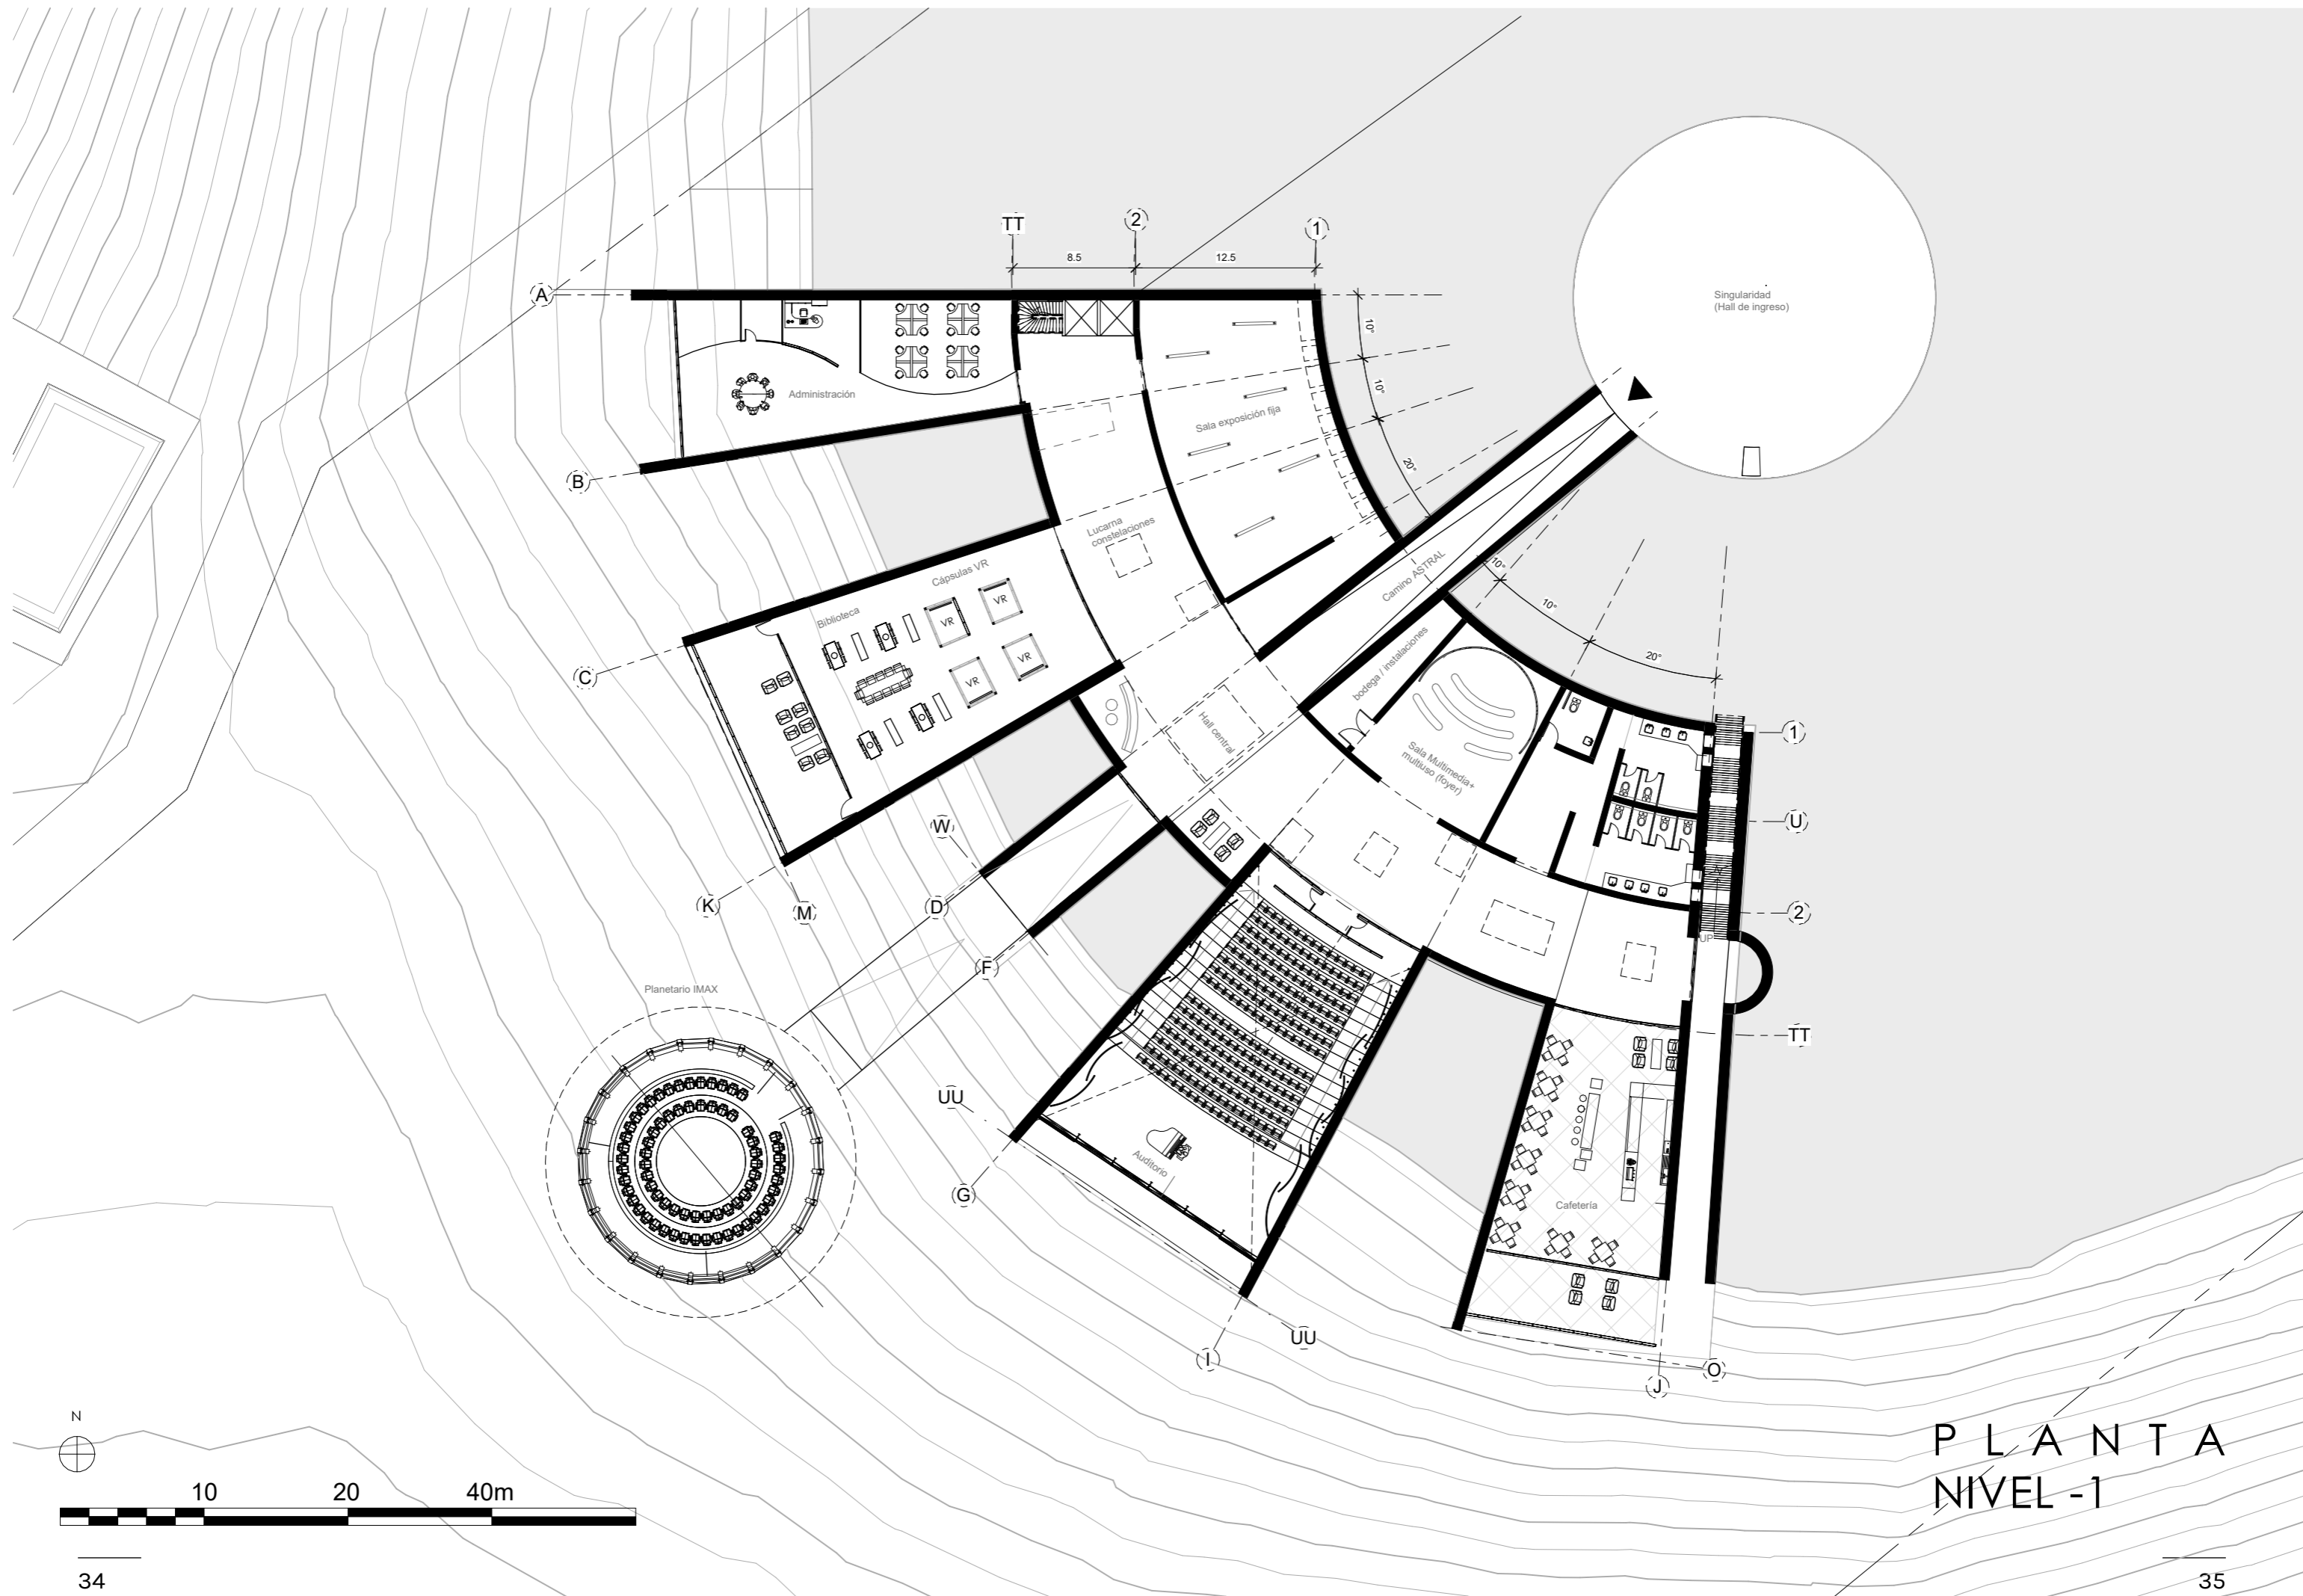 TT
2
1
8.5
12.5
A
Singularidad
(Hall de ingreso)
10°
10°
20°
Administración
Sala exposición fija
B
Lucarna
constelaciones
Camino ASTRAL
10°
10°
20°
Cápsulas VR
Biblioteca
VR
VR
VR
VR
bodega / instalaciones
C
Hall central
Sala Multimedia+
multiuso (foyer)
1
U
W
K
M
D
2
UP
F
Planetario IMAX
TT
UU
Auditorio
G
Cafetería
UU
I
O
J
N
10
20
40m
PLANTA
NIVEL -1
34
35